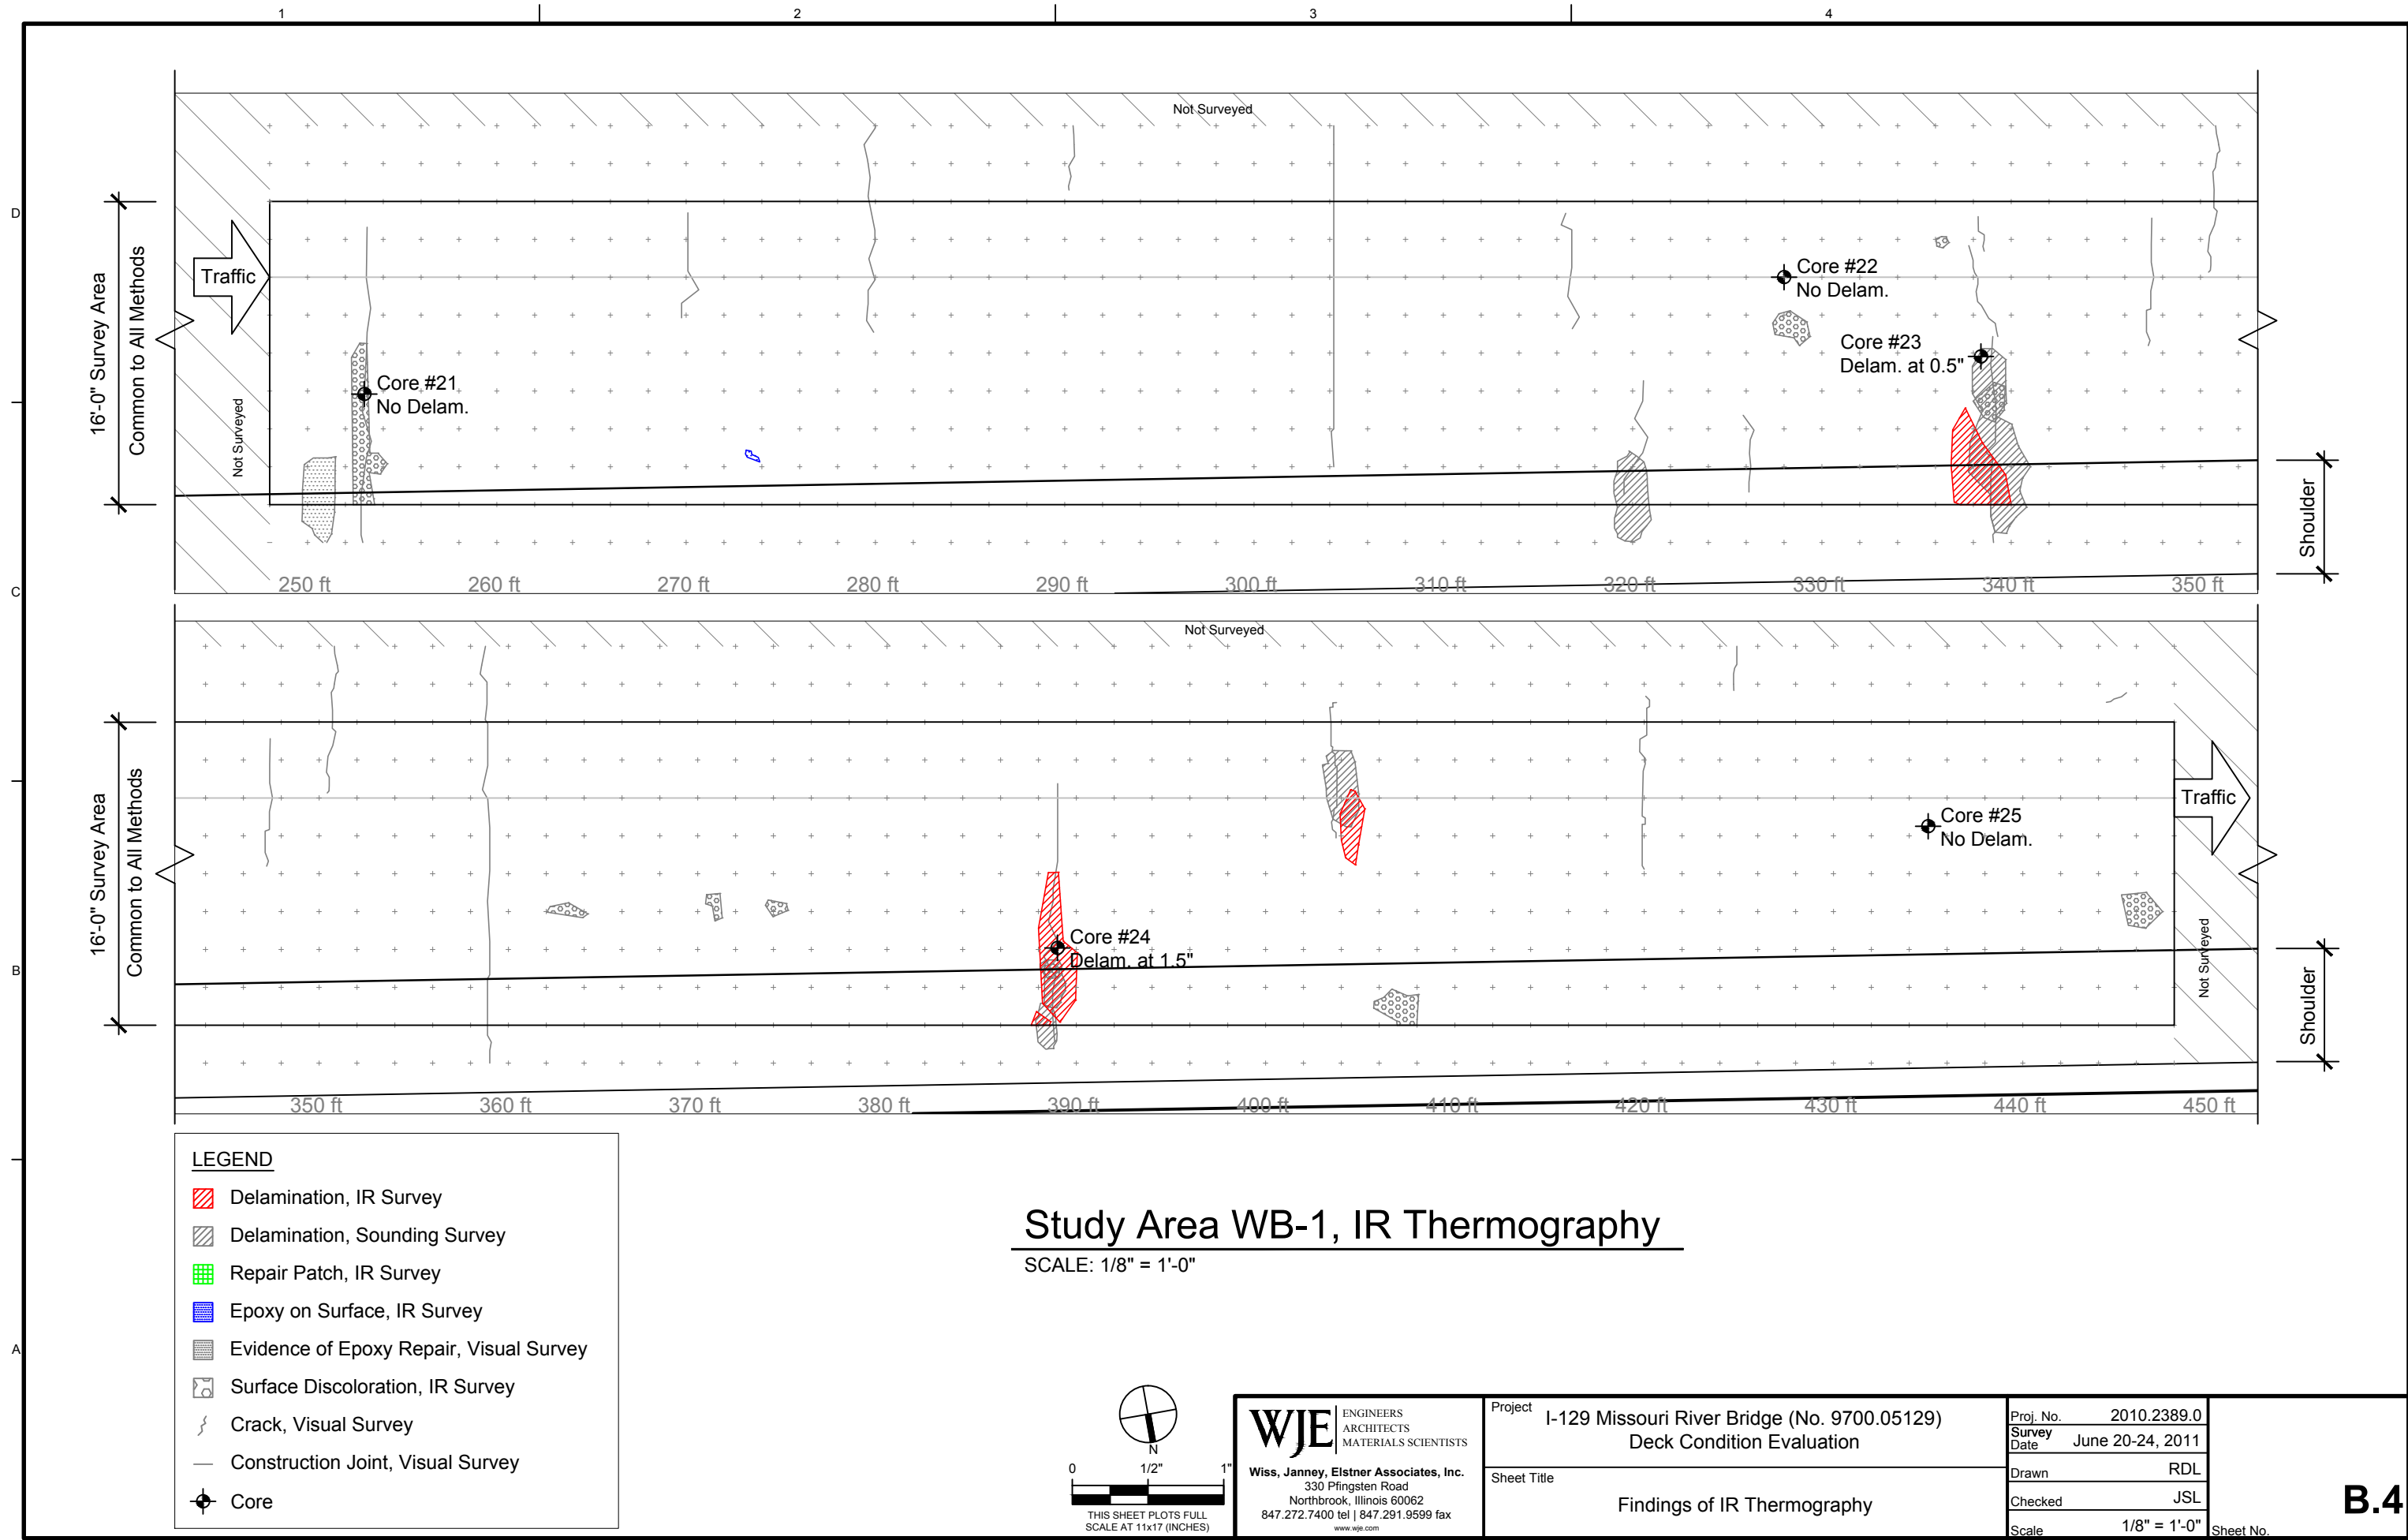 1 2 3 4
D
C
B
A
Not Surveyed
16'-0" Survey Area
Common to All Methods
Traffic
Not Surveyed
Core #21
No Delam.
Core #22
No Delam.
Core #23
Delam. at 0.5"
Shoulder
250 ft 260 ft 270 ft 280 ft 290 ft 300 ft 310 ft 320 ft 330 ft 340 ft 350 ft
Not Surveyed
16'-0" Survey Area
Common to All Methods
Core #24
Delam. at 1.5"
Core #25
No Delam.
Traffic
Not Surveyed
Shoulder
350 ft 360 ft 370 ft 380 ft 390 ft 400 ft 410 ft 420 ft 430 ft 440 ft 450 ft
LEGEND
Delamination, IR Survey
Delamination, Sounding Survey
Repair Patch, IR Survey
Epoxy on Surface, IR Survey
Evidence of Epoxy Repair, Visual Survey
Surface Discoloration, IR Survey
Crack, Visual Survey
Construction Joint, Visual Survey
Core
Study Area WB-1, IR Thermography
SCALE: 1/8" = 1'-0"
N
0 1/2" 1"
THIS SHEET PLOTS FULL
SCALE AT 11x17 (INCHES)
WJE
ENGINEERS
ARCHITECTS
MATERIALS SCIENTISTS
Wiss, Janney, Elstner Associates, Inc.
330 Pfingsten Road
Northbrook, Illinois 60062
847.272.7400 tel | 847.291.9599 fax
www.wje.com
Project
I-129 Missouri River Bridge (No. 9700.05129)
Deck Condition Evaluation
Sheet Title
Findings of IR Thermography
Proj. No. 2010.2389.0
Survey
Date June 20-24, 2011
Drawn RDL
Checked JSL
Scale 1/8" = 1'-0"
Sheet No.
B.4